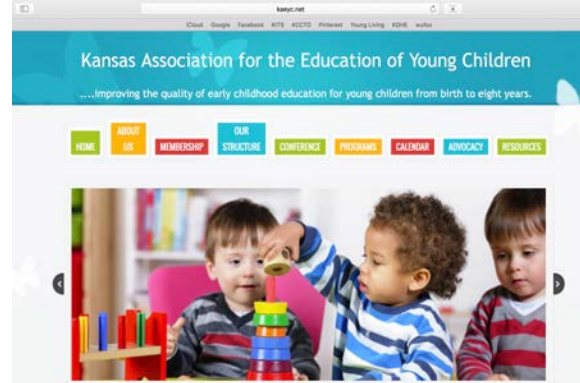 kaeyc.net
iCloud Google Facebook KITS KCCTO Pinterest Young Living KDHE wufoo
Kansas Association for the Education of Young Children
....improving the quality of early childhood education for young children from birth to eight years.
HOME
ABOUT
US
MEMBERSHIP
OUR
STRUCTURE
CONFERENCE
PROGRAMS
CALENDAR
ADVOCACY
RESOURCES